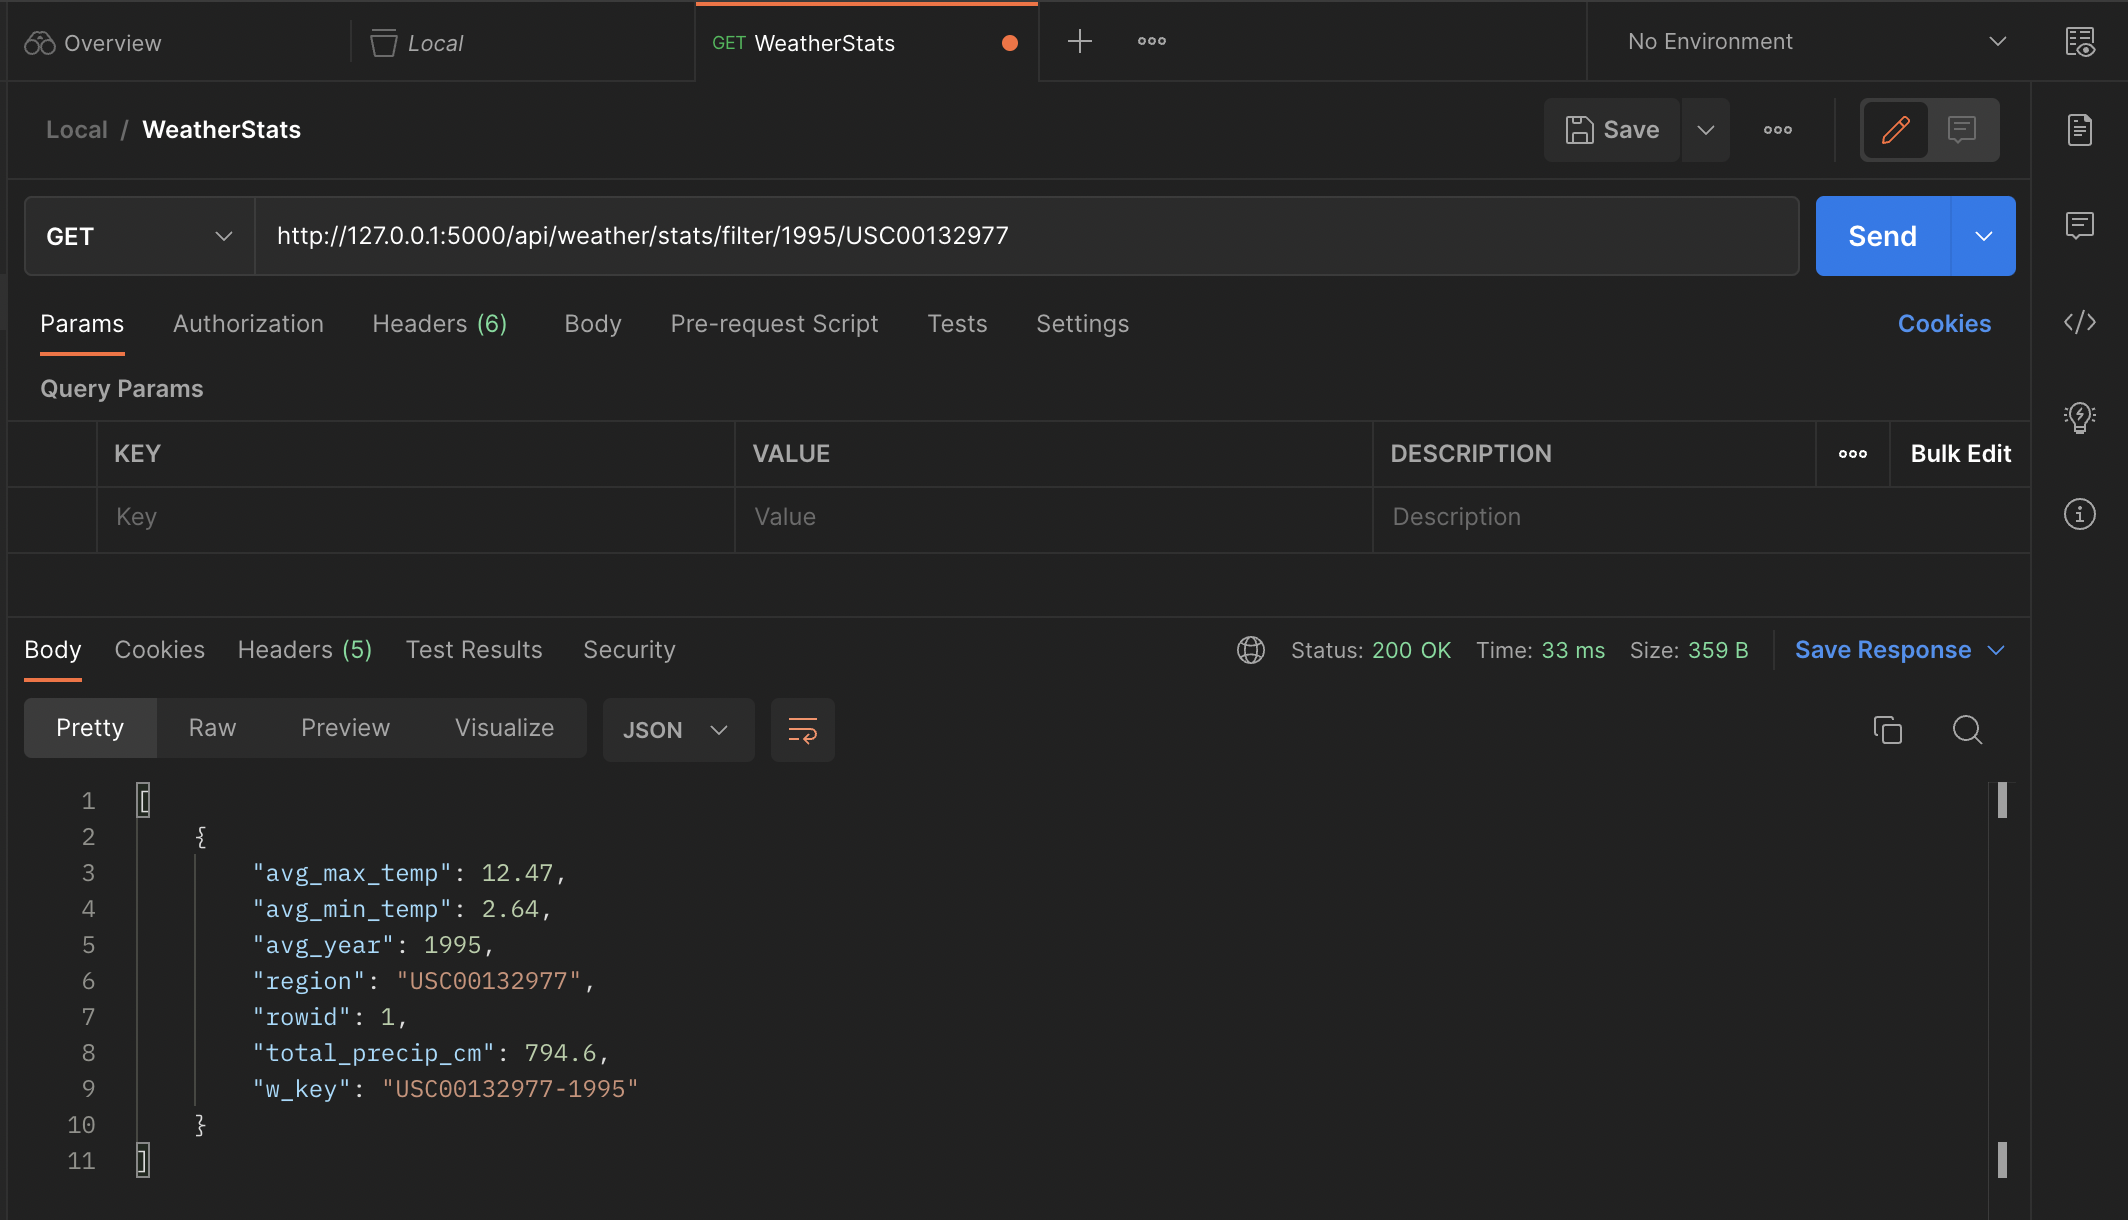 Overview
Local
GET WeatherStats
No Environment
Local / WeatherStats
Save
GET
http://127.0.0.1:5000/api/weather/stats/filter/1995/USC00132977
Send
Params Authorization Headers (6) Body Pre-request Script Tests Settings Cookies
Query Params
KEY VALUE DESCRIPTION Bulk Edit
Key Value Description
Body Cookies Headers (5) Test Results Security Status: 200 OK Time: 33 ms Size: 359 B Save Response
Pretty Raw Preview Visualize JSON
1 [
2 {
3 "avg_max_temp": 12.47,
4 "avg_min_temp": 2.64,
5 "avg_year": 1995,
6 "region": "USC00132977",
7 "rowid": 1,
8 "total_precip_cm": 794.6,
9 "w_key": "USC00132977-1995"
10 }
11 ]